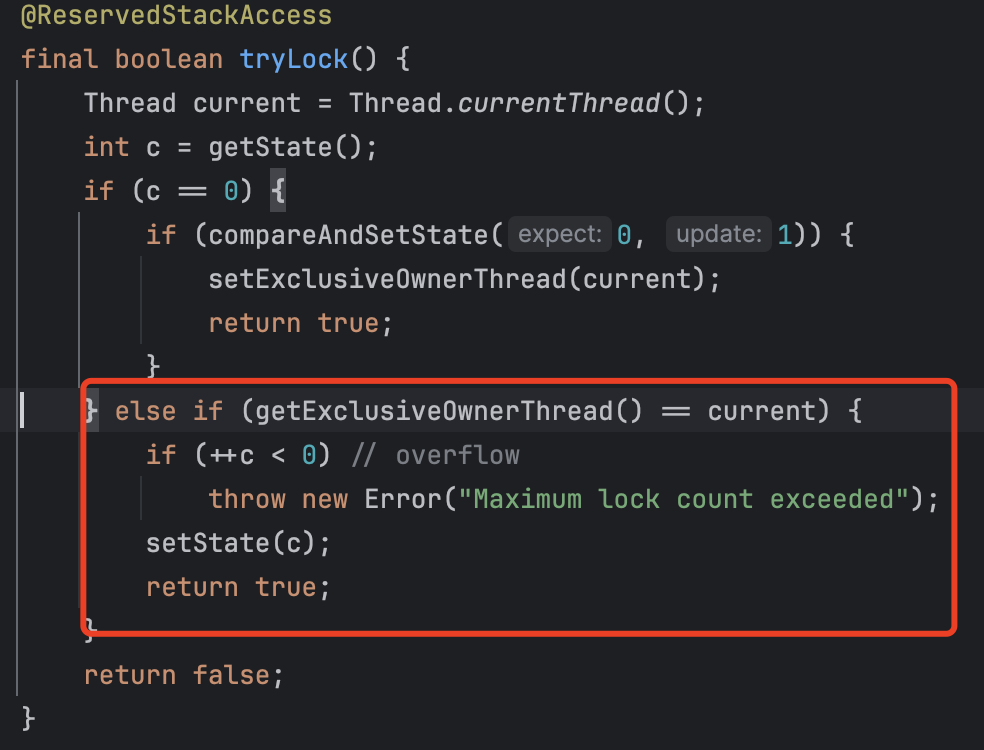 @ReservedStackAccess
final boolean tryLock() {
Thread current = Thread.currentThread();
int c = getState();
if (c == 0) {
if (compareAndSetState( expect: 0, update: 1)) {
setExclusiveOwnerThread(current);
return true;
}
} else if (getExclusiveOwnerThread() == current) {
if (++c < 0) // overflow
throw new Error("Maximum lock count exceeded");
setState(c);
return true;
}
return false;
}